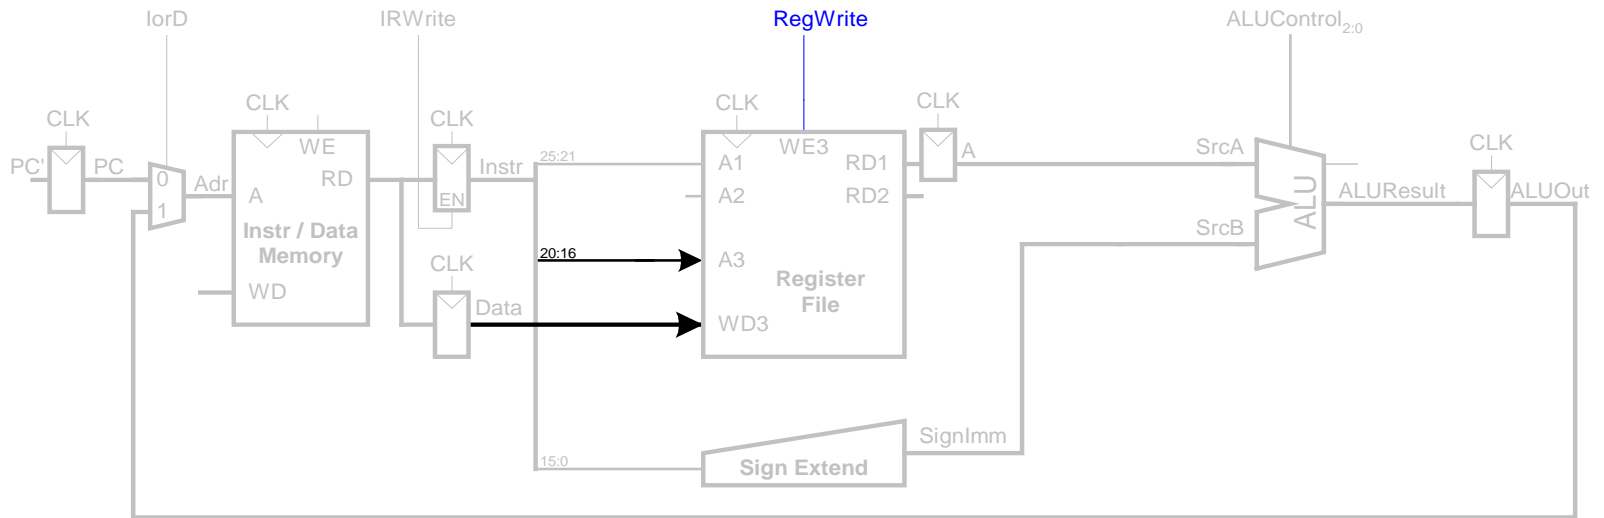 IorD
IRWrite
RegWrite
ALUControl2:0
CLK
CLK
CLK
CLK
CLK
CLK
PC'
PC
0
1
Adr
WE
RD
A
Instr / Data
Memory
WD
EN
Instr
CLK
Data
25:21
20:16
15:0
A1
A2
A3
WD3
WE3
RD1
RD2
Register
File
A
SrcA
SrcB
ALU
ALUResult
ALUOut
SignImm
Sign Extend